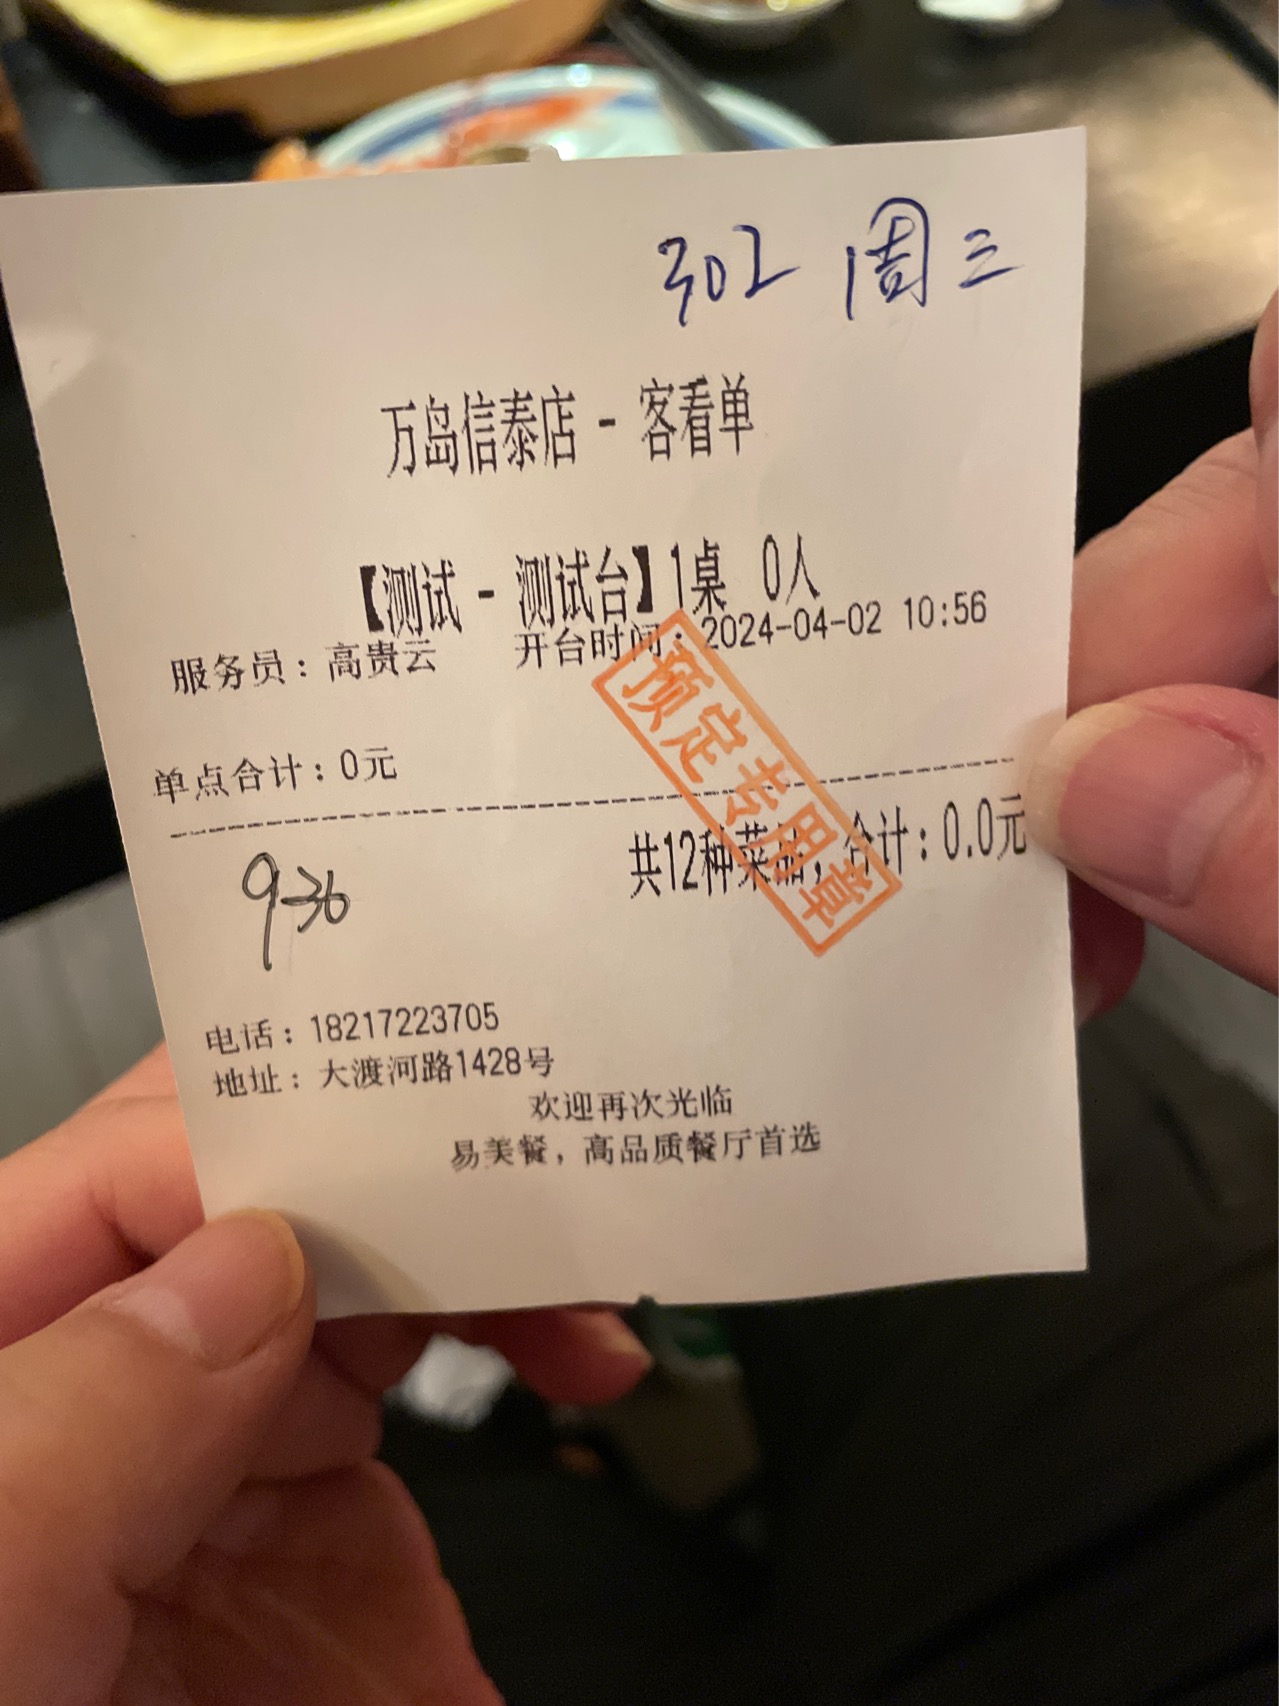 302 周三
万岛信泰店 - 客看单
【测试 - 测试台】1桌 0人
服务员：高贵云 开台时间：2024-04-02 10:56
预定专用章
单点合计：0元
共12种菜品，合计：0.0元
电话：18217223705
地址：大渡河路1428号
欢迎再次光临
易美餐，高品质餐厅首选